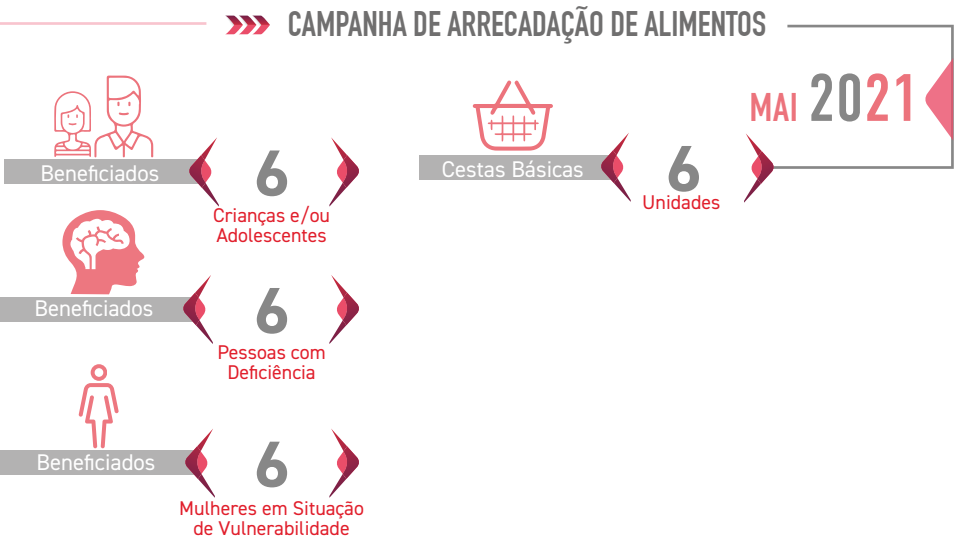 CAMPANHA DE ARRECADAÇÃO DE ALIMENTOS
MAI 2021
Beneficiados
6
Crianças e/ou
Adolescentes
Cestas Básicas
6
Unidades
Beneficiados
6
Pessoas com
Deficiência
Beneficiados
6
Mulheres em Situação
de Vulnerabilidade